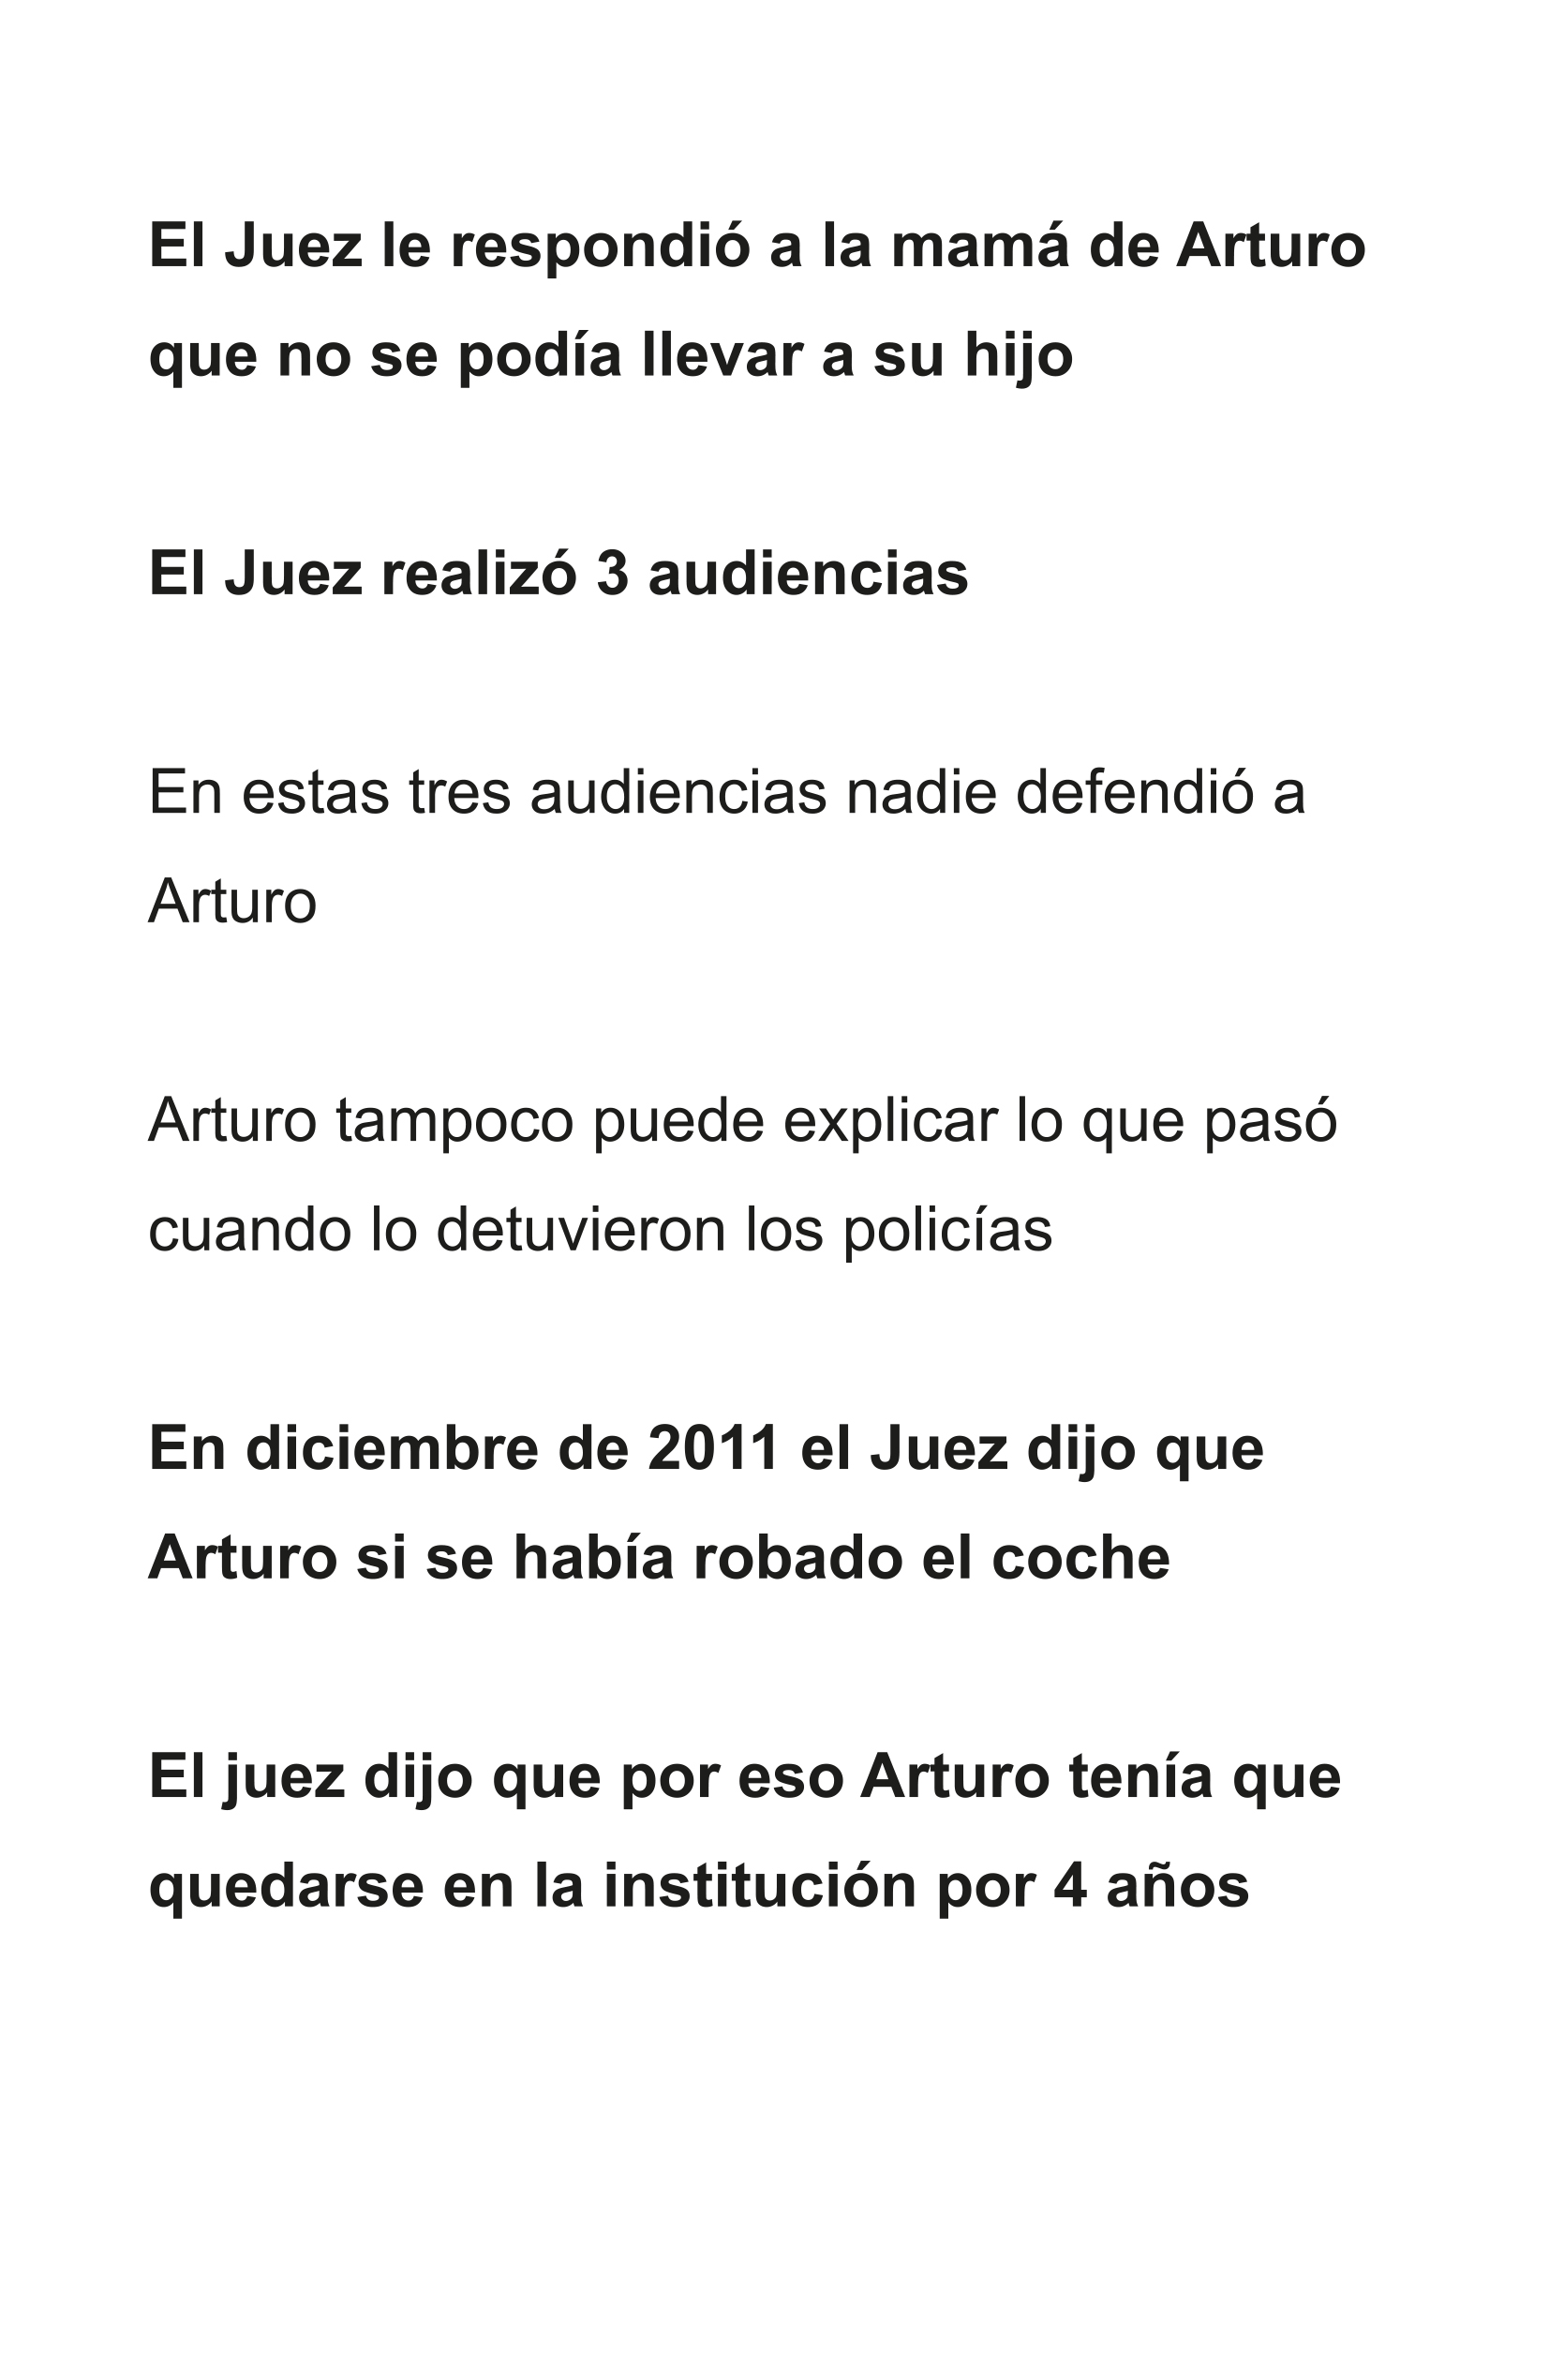 El Juez le respondió a la mamá de Arturo
que no se podía llevar a su hijo
El Juez realizó 3 audiencias
En estas tres audiencias nadie defendió a
Arturo
Arturo tampoco puede explicar lo que pasó
cuando lo detuvieron los policías
En diciembre de 2011 el Juez dijo que
Arturo si se había robado el coche
El juez dijo que por eso Arturo tenía que
quedarse en la institución por 4 años